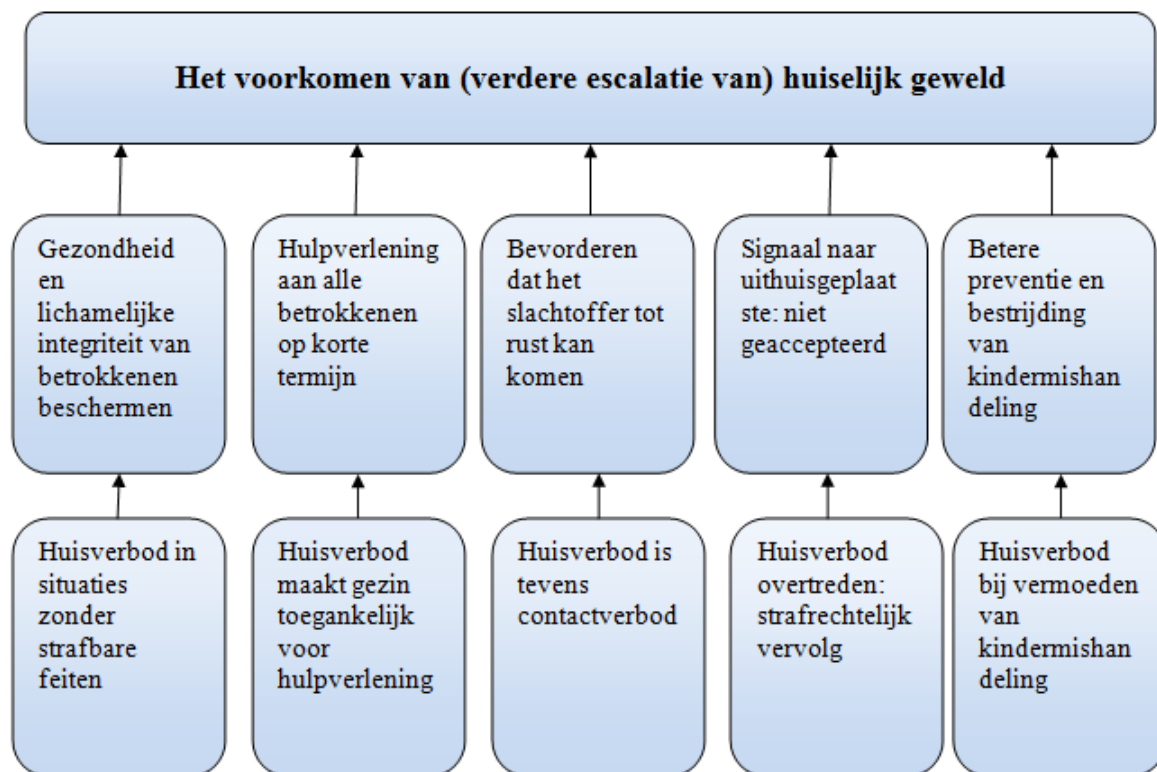 Het voorkomen van (verdere escalatie van) huiselijk geweld
Gezondheid
en
lichamelijke
integriteit van
betrokkenen
beschermen
Hulpverlening
aan alle
betrokkenen
op korte
termijn
Bevorderen
dat het
slachtoffer tot
rust kan
komen
Signaal naar
uithuisgeplaat
ste: niet
geaccepteerd
Betere
preventie en
bestrijding
van
kindermishan
deling
Huisverbod in
situaties
zonder
strafbare
feiten
Huisverbod
maakt gezin
toegankelijk
voor
hulpverlening
Huisverbod is
tevens
contactverbod
Huisverbod
overtreden:
strafrechtelijk
vervolg
Huisverbod
bij vermoeden
van
kindermishan
deling